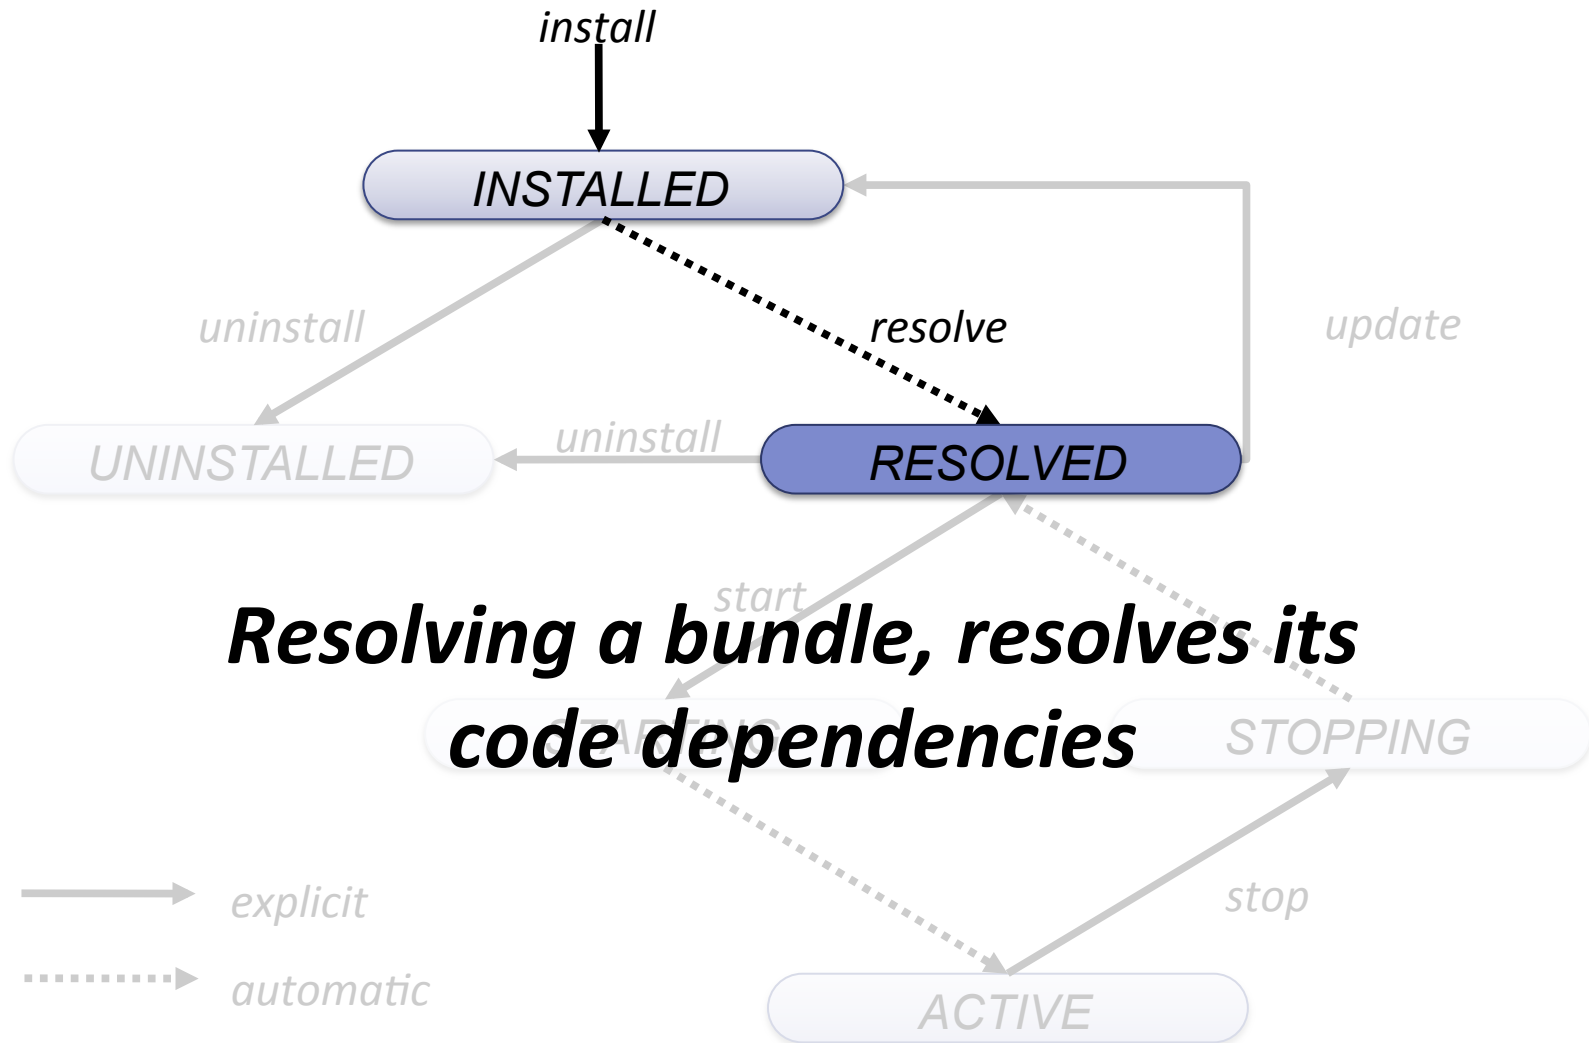 install
INSTALLED
uninstall
resolve
update
UNINSTALLED
uninstall
RESOLVED
start
Resolving a bundle, resolves its
code dependencies
STARTING
STOPPING
explicit
stop
automatic
ACTIVE